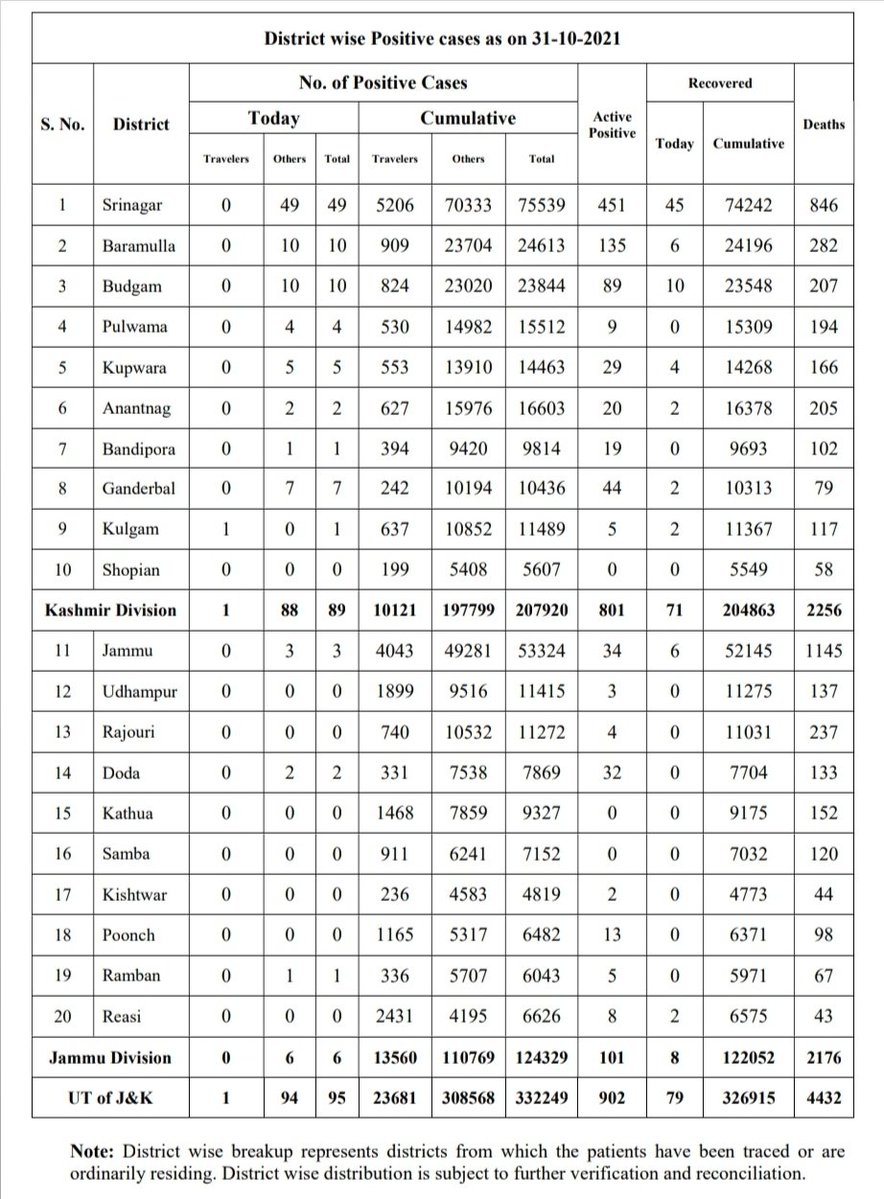 District wise Positive cases as on 31-10-2021
S. No. District No. of Positive Cases Active Positive Recovered Deaths
Today Cumulative Today Cumulative
Travelers Others Total Travelers Others Total
1 Srinagar 0 49 49 5206 70333 75539 451 45 74242 846
2 Baramulla 0 10 10 909 23704 24613 135 6 24196 282
3 Budgam 0 10 10 824 23020 23844 89 10 23548 207
4 Pulwama 0 4 4 530 14982 15512 9 0 15309 194
5 Kupwara 0 5 5 553 13910 14463 29 4 14268 166
6 Anantnag 0 2 2 627 15976 16603 20 2 16378 205
7 Bandipora 0 1 1 394 9420 9814 19 0 9693 102
8 Ganderbal 0 7 7 242 10194 10436 44 2 10313 79
9 Kulgam 1 0 1 637 10852 11489 5 2 11367 117
10 Shopian 0 0 0 199 5408 5607 0 0 5549 58
Kashmir Division 1 88 89 10121 197799 207920 801 71 204863 2256
11 Jammu 0 3 3 4043 49281 53324 34 6 52145 1145
12 Udhampur 0 0 0 1899 9516 11415 3 0 11275 137
13 Rajouri 0 0 0 740 10532 11272 4 0 11031 237
14 Doda 0 2 2 331 7538 7869 32 0 7704 133
15 Kathua 0 0 0 1468 7859 9327 0 0 9175 152
16 Samba 0 0 0 911 6241 7152 0 0 7032 120
17 Kishtwar 0 0 0 236 4583 4819 2 0 4773 44
18 Poonch 0 0 0 1165 5317 6482 13 0 6371 98
19 Ramban 0 1 1 336 5707 6043 5 0 5971 67
20 Reasi 0 0 0 2431 4195 6626 8 2 6575 43
Jammu Division 0 6 6 13560 110769 124329 101 8 122052 2176
UT of J&K 1 94 95 23681 308568 332249 902 79 326915 4432
Note: District wise breakup represents districts from which the patients have been traced or are
ordinarily residing. District wise distribution is subject to further verification and reconciliation.